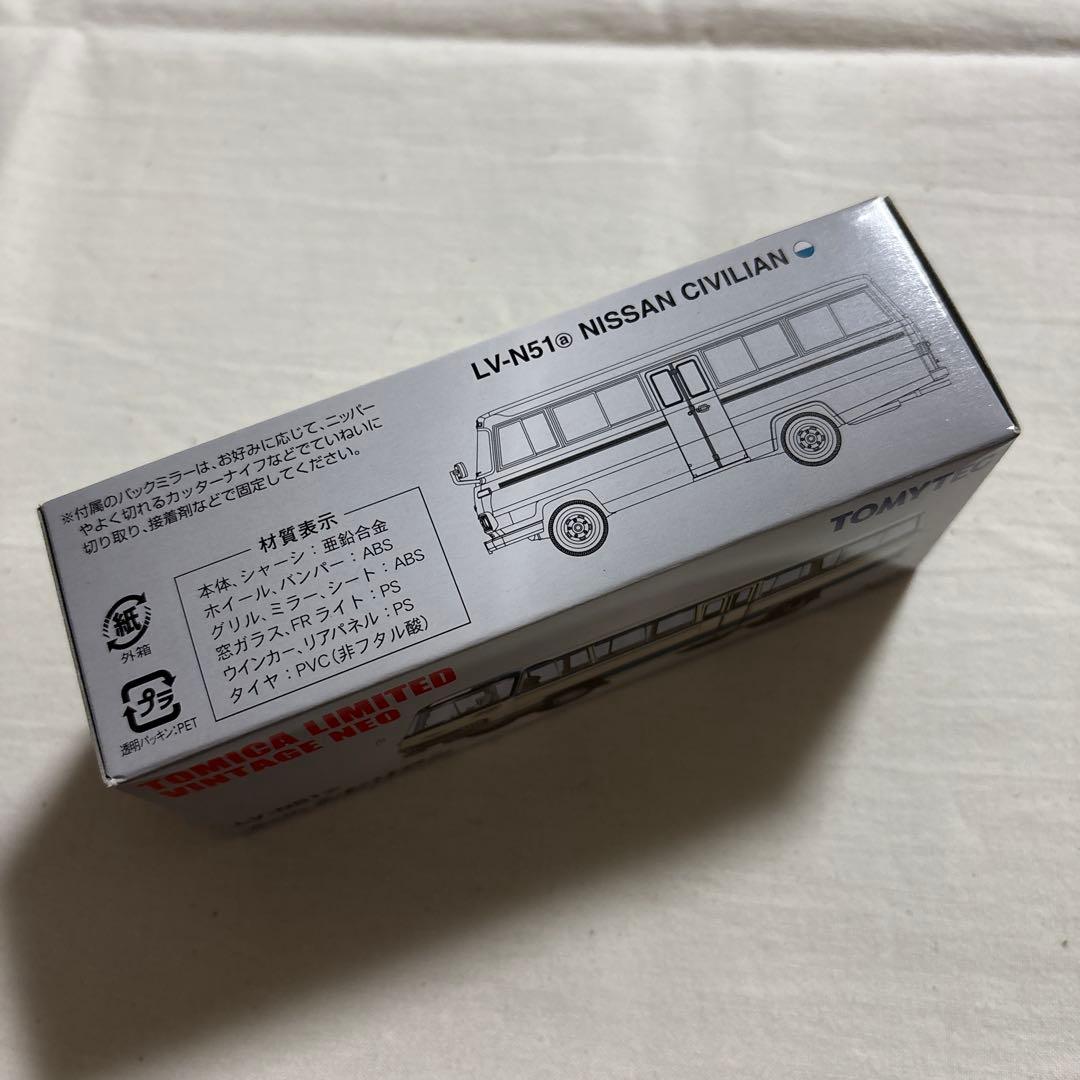 LV-N51ⓐ NISSAN CIVILIAN
※付属のバックミラーは、お好みに応じて、ニッパー
やよく切れるカッターナイフなどでていねいに
切り取り、接着剤などで固定してください。
材質表示
本体、シャーシ：亜鉛合金
ホイール、バンパー：ABS
グリル、ミラー、シート：ABS
窓ガラス、FRライト：PS
ウインカー、リアパネル：PS
タイヤ：PVC（非フタル酸）
紙
外箱
プラ
透明パッキン：PET
TOMYTEC
TOMICA LIMITED
VINTAGE NEO